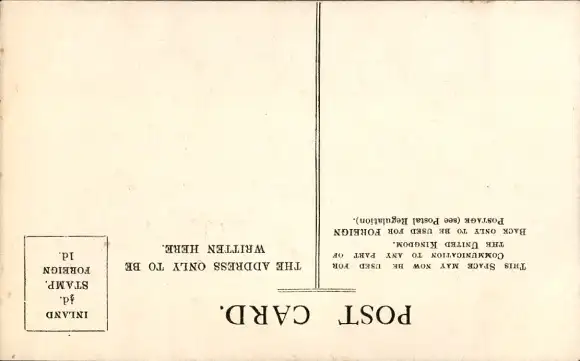 POST CARD.
THIS SPACE MAY NOW BE USED FOR
COMMUNICATION TO ANY PART OF
THE UNITED KINGDOM.
BACK ONLY TO BE USED FOR FOREIGN
POSTAGE (see Postal Regulation).
THE ADDRESS ONLY TO BE
WRITTEN HERE.
INLAND
½d.
STAMP.
FOREIGN
1d.